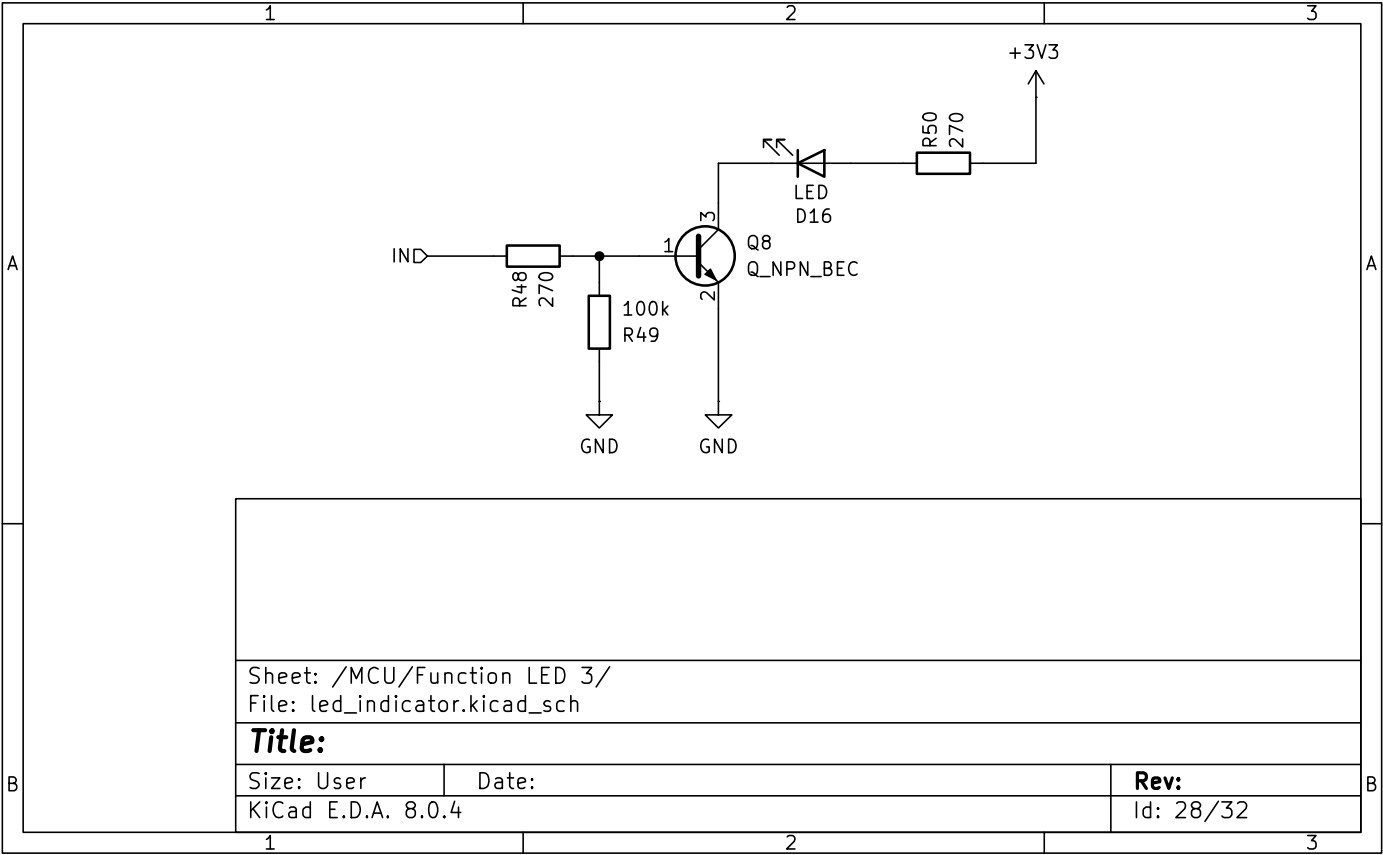 1 2 3
+3V3
R50
270
LED
D16
3
IN
1
Q8
A
A
Q_NPN_BEC
R48
270
2
100k
R49
GND
GND
Sheet: /MCU/Function LED 3/
File: led_indicator.kicad_sch
Title:
B
Size: User
Date:
Rev:
B
KiCad E.D.A. 8.0.4
Id: 28/32
1 2 3